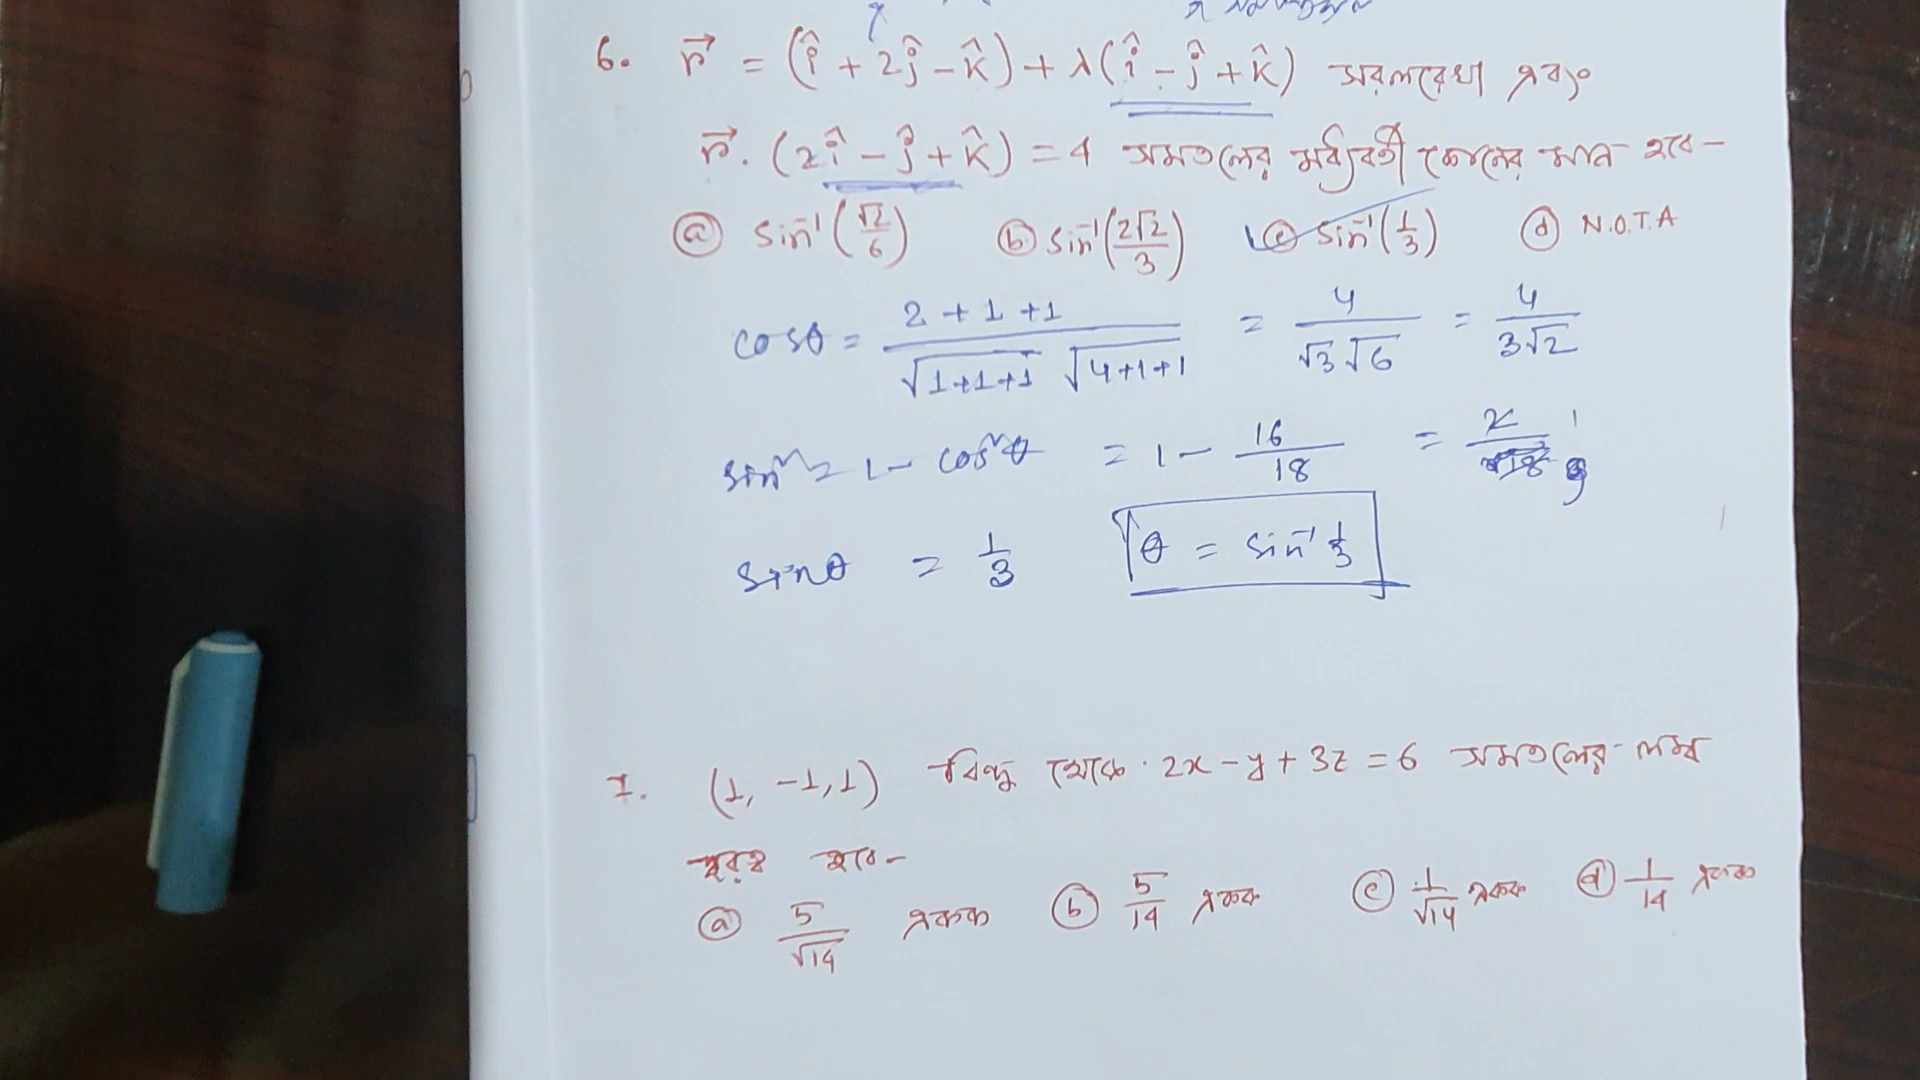 6. r⃗ = (î + 2ĵ - k̂) + λ(î - ĵ + k̂) সরলরেখা এবং
r⃗. (2î - ĵ + k̂) = 4 সমতলের মধ্যবর্তী কোনের মান হবে -
ⓐ sin⁻¹(√2/6) ⓑ sin⁻¹(2√2/3) ⓒ sin⁻¹(1/3) ⓓ N.O.T.A
cosθ = (2+1+1)/(√1+1+1 √4+1+1) = 4/(√3√6) = 4/(3√2)
sin² = 1 - cos²θ = 1 - 16/18 = 1/9
sinθ = 1/3 θ = sin⁻¹ 1/3
7. (1, -1, 1) বিন্দু থেকে 2x - y + 3z = 6 সমতলের লম্ব
দূরত্ব হবে-
ⓐ 5/√14 একক ⓑ 5/14 একক ⓒ 1/√14 একক ⓓ 1/14 একক